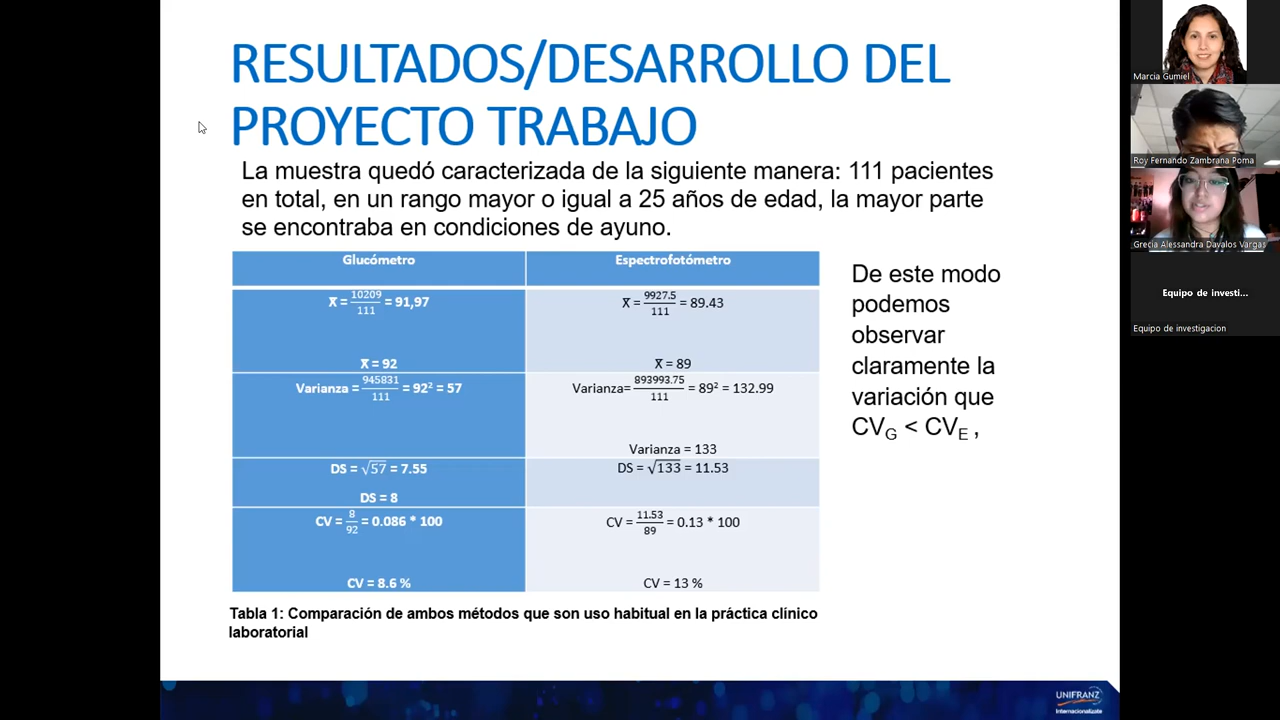 RESULTADOS/DESARROLLO DEL
PROYECTO TRABAJO
La muestra quedó caracterizada de la siguiente manera: 111 pacientes
en total, en un rango mayor o igual a 25 años de edad, la mayor parte
se encontraba en condiciones de ayuno.
Glucómetro
Espectrofotómetro
X̅ = 10209/111 = 91,97
X̅ = 92
X̅ = 9927.5/111 = 89.43
X̅ = 89
Varianza = 945831/111 = 92² = 57
Varianza= 893993.75/111 = 89² = 132.99
Varianza = 133
DS = √57 = 7.55
DS = 8
DS = √133 = 11.53
CV = 8/92 = 0.086 * 100
CV = 8.6 %
CV = 11.53/89 = 0.13 * 100
CV = 13 %
Tabla 1: Comparación de ambos métodos que son uso habitual en la práctica clínico
laboratorial
De este modo
podemos
observar
claramente la
variación que
CV_G < CV_E ,
UNIFRANZ
Internacionalízate
Marcia Gumiel
Roy Fernando Zambrana Poma
Grecia Alessandra Davalos Vargas
Equipo de investi...
Equipo de investigacion